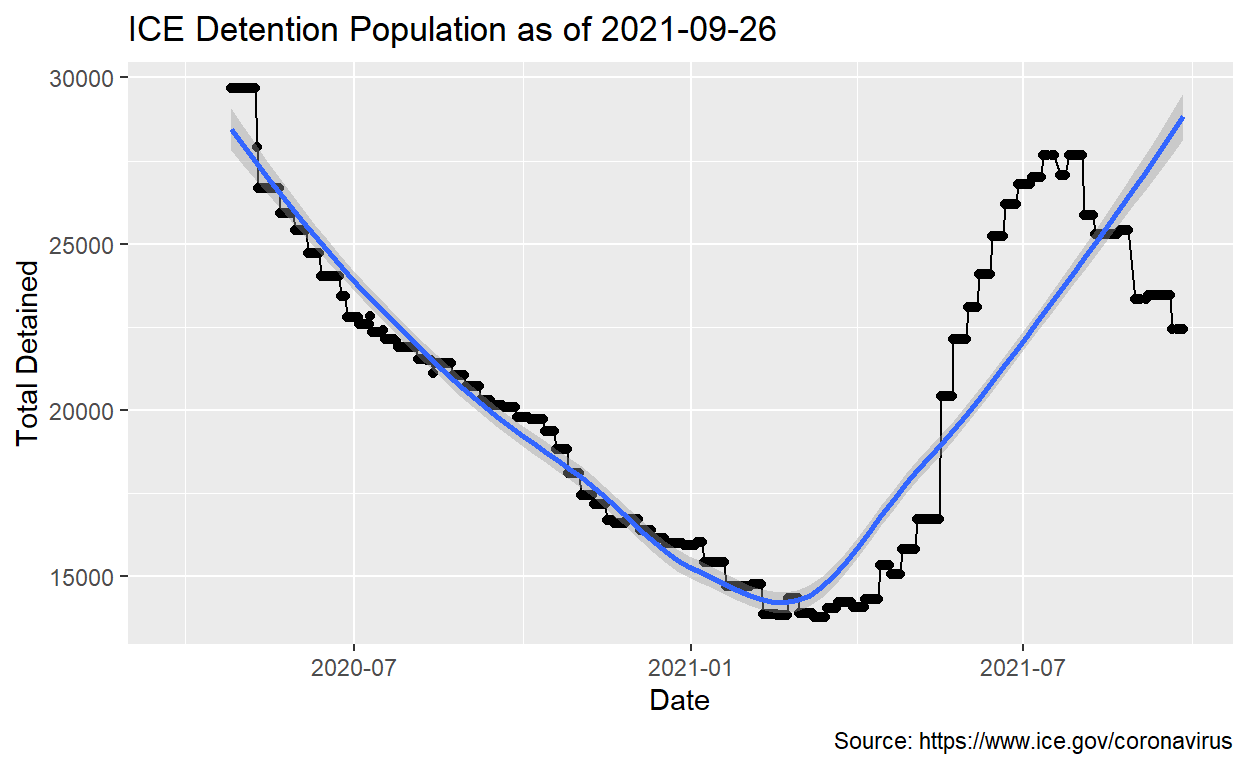 ICE Detention Population as of 2021-09-26
30000
25000
20000
15000
Total Detained
2020-07
2021-01
2021-07
Date
Source: https://www.ice.gov/coronavirus